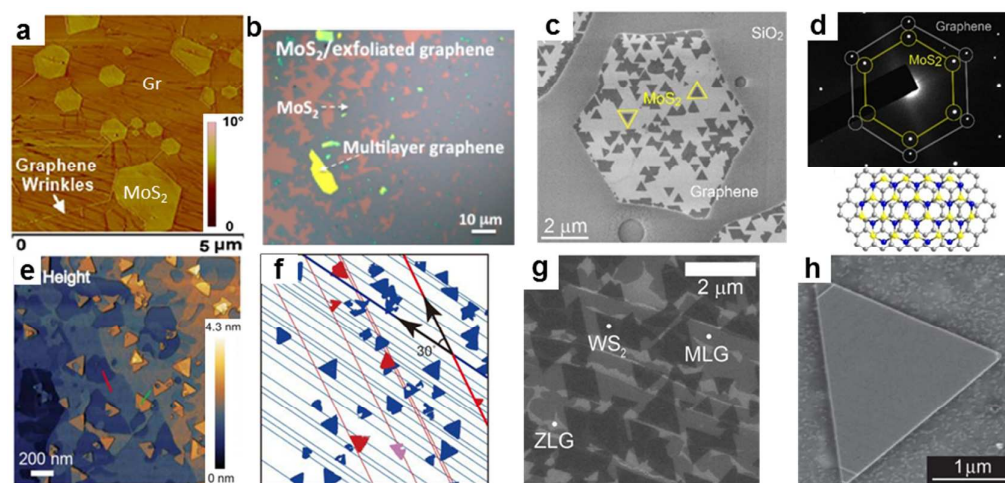 a
Gr
Graphene
Wrinkles
MoS₂
10°
0
0
5 μm
b
MoS₂/exfoliated graphene
MoS₂
Multilayer graphene
10 μm
c
SiO₂
MoS₂
Graphene
2 μm
d
Graphene
MoS2
e
Height
4.3 nm
0 nm
200 nm
f
30°
g
2 μm
WS₂
MLG
ZLG
h
1μm